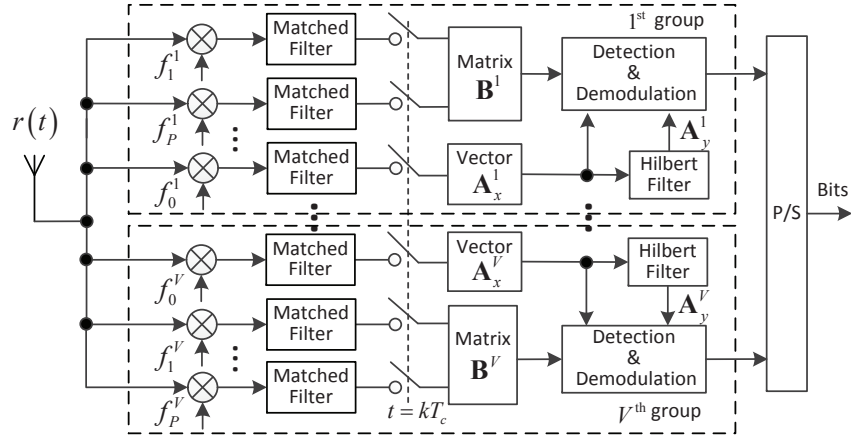 r(t)
f_1^1
Matched Filter
f_P^1
Matched Filter
f_0^1
Matched Filter
Matrix B^1
Vector A_x^1
1st group
Detection & Demodulation
A_y^1
Hilbert Filter
f_0^V
Matched Filter
f_1^V
Matched Filter
f_P^V
Matched Filter
t = kT_c
Vector A_x^V
Matrix B^V
Hilbert Filter
A_y^V
Detection & Demodulation
Vth group
P/S
Bits